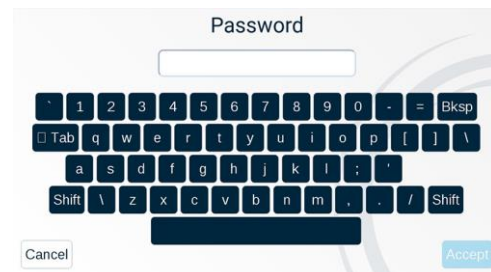 Password
` 1 2 3 4 5 6 7 8 9 0 - = Bksp
Tab q w e r t y u i o p [ ] \
a s d f g h j k l ; '
Shift \ z x c v b n m , . / Shift
Cancel Accept